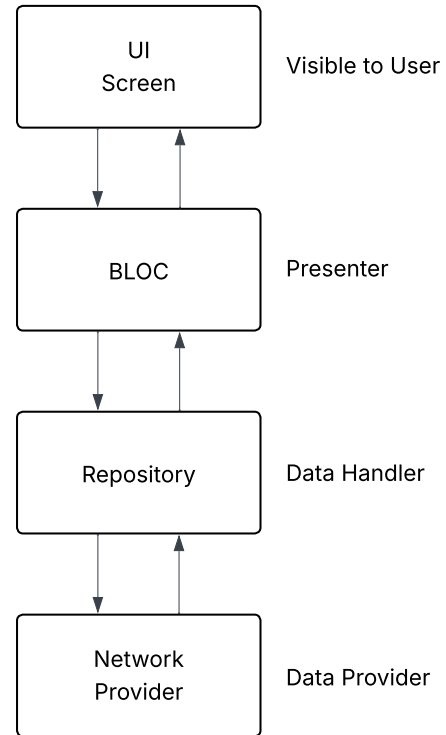 UI
Screen
Visible to User
BLOC
Presenter
Repository
Data Handler
Network
Provider
Data Provider